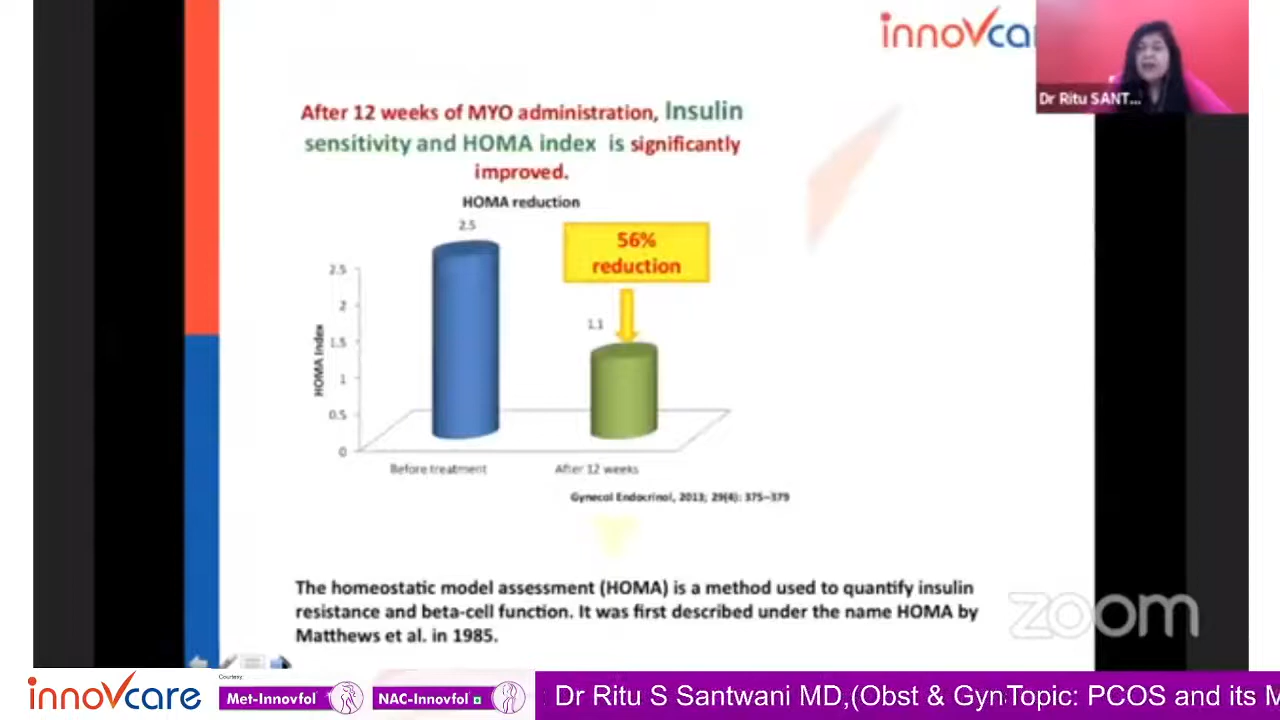 innovcar
Dr Ritu SANT...
After 12 weeks of MYO administration, Insulin
sensitivity and HOMA index is significantly
improved.
HOMA reduction
2.5
56%
reduction
2.5
2
1.5
1
0.5
0
HOMA Index
1.1
Before treatment
After 12 weeks
Gynecol Endocrinol, 2013; 29(4): 375–379
The homeostatic model assessment (HOMA) is a method used to quantify insulin
resistance and beta-cell function. It was first described under the name HOMA by
Matthews et al. in 1985.
zoom
innovcare
Courtesy
Met-Innovfol
NAC-Innovfol
Dr Ritu S Santwani MD,(Obst & GynTopic: PCOS and its M